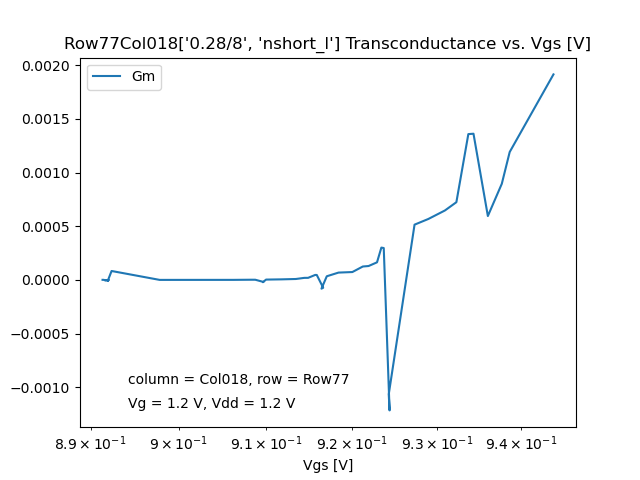 Row77Col018['0.28/8', 'nshort_l'] Transconductance vs. Vgs [V]
Gm
0.0020
0.0015
0.0010
0.0005
0.0000
−0.0005
−0.0010
column = Col018, row = Row77
Vg = 1.2 V, Vdd = 1.2 V
8.9 × 10⁻¹ 9 × 10⁻¹ 9.1 × 10⁻¹ 9.2 × 10⁻¹ 9.3 × 10⁻¹ 9.4 × 10⁻¹
Vgs [V]